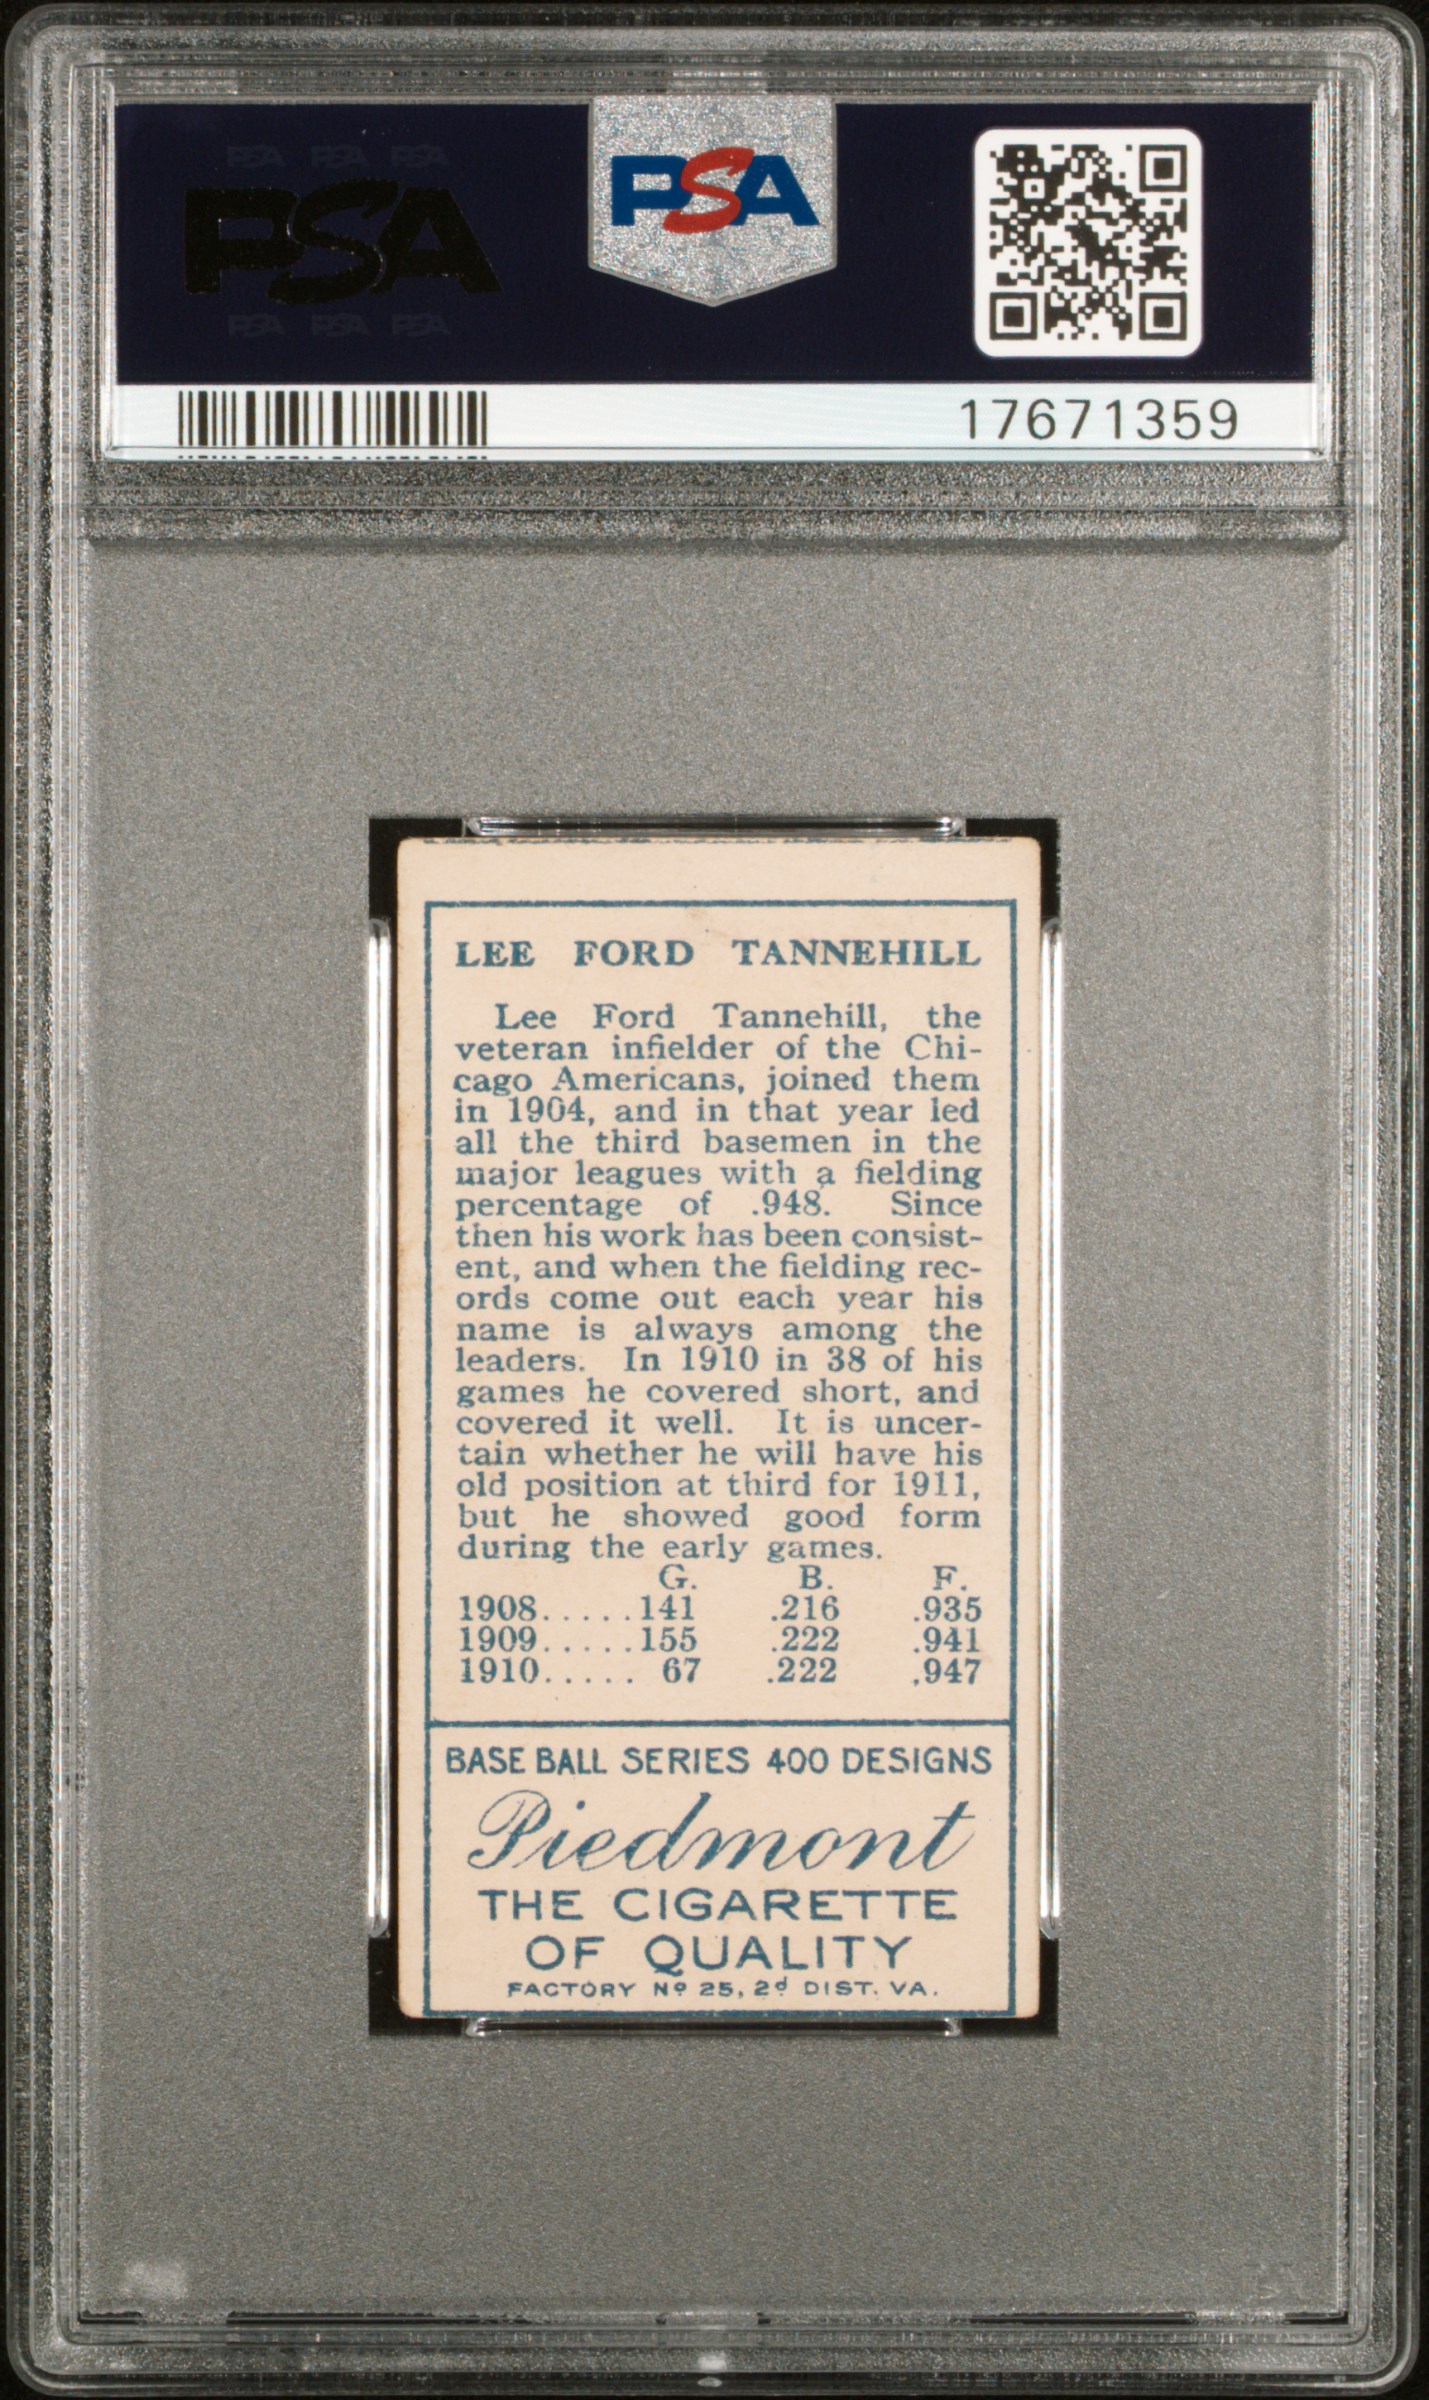 PSA PSA PSA
PSA
PSA PSA PSA
PSA
17671359
LEE FORD TANNEHILL
Lee Ford Tannehill, the
veteran infielder of the Chi-
cago Americans, joined them
in 1904, and in that year led
all the third basemen in the
major leagues with a fielding
percentage of .948. Since
then his work has been consist-
ent, and when the fielding rec-
ords come out each year his
name is always among the
leaders. In 1910 in 38 of his
games he covered short, and
covered it well. It is uncer-
tain whether he will have his
old position at third for 1911,
but he showed good form
during the early games.
G. B. F.
1908.....141 .216 .935
1909.....155 .222 .941
1910..... 67 .222 .947
BASE BALL SERIES 400 DESIGNS
Piedmont
THE CIGARETTE
OF QUALITY
FACTORY Nº 25, 2d DIST. VA.